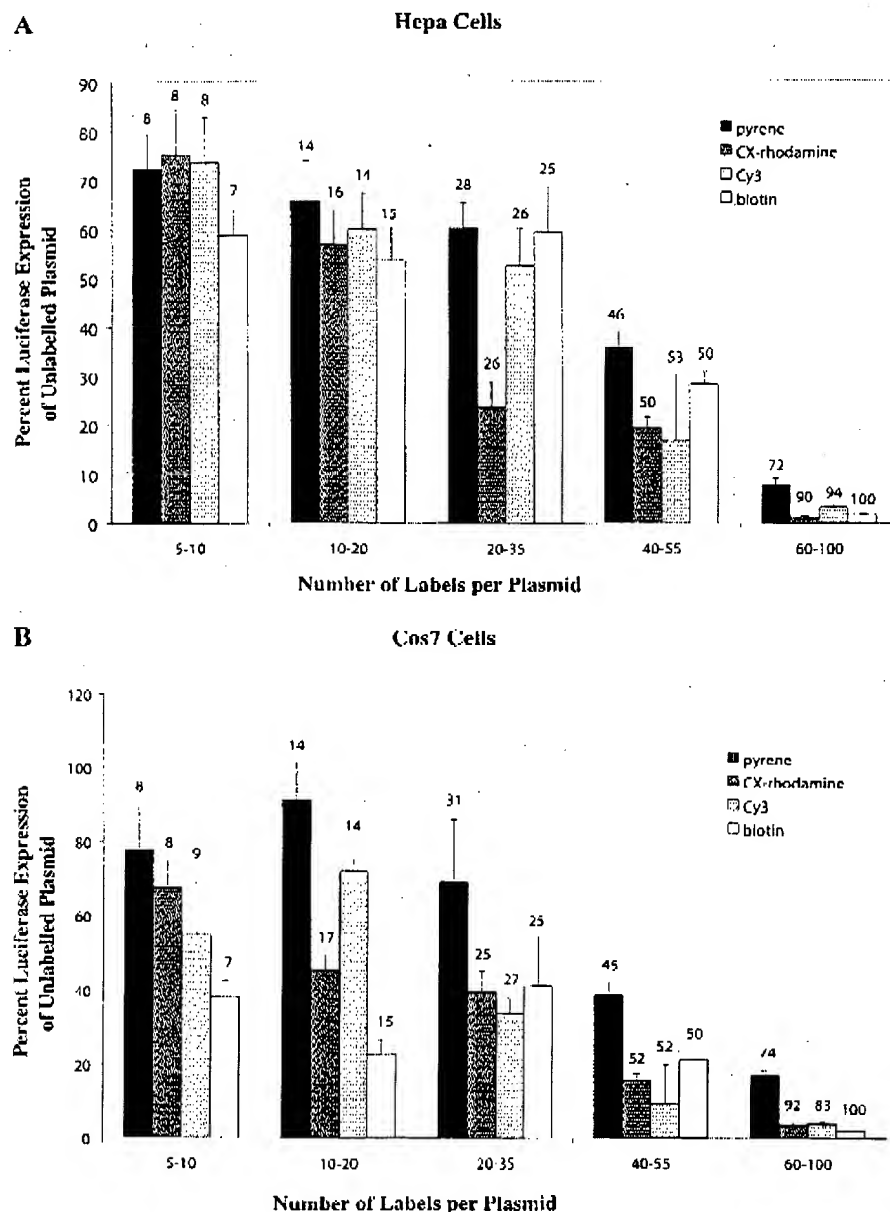 A
Hepa Cells
90
80
70
60
50
40
30
20
10
0
Percent Luciferase Expression
of Unlabelled Plasmid
8 8 8 7
14 16 11 15
28 26 26 25
46 50 53 50
72 90 94 100
pyrene
CX-rhodamine
Cy3
biotin
5-10 10-20 20-35 40-55 60-100
Number of Labels per Plasmid
B
Cos7 Cells
120
100
80
60
40
20
0
Percent Luciferase Expression
of Unlabelled Plasmid
8 8 9 7
14 17 14 15
31 25 27 25
45 52 52 50
74 92 83 100
pyrene
CX-rhodamine
Cy3
biotin
5-10 10-20 20-35 40-55 60-100
Number of Labels per Plasmid